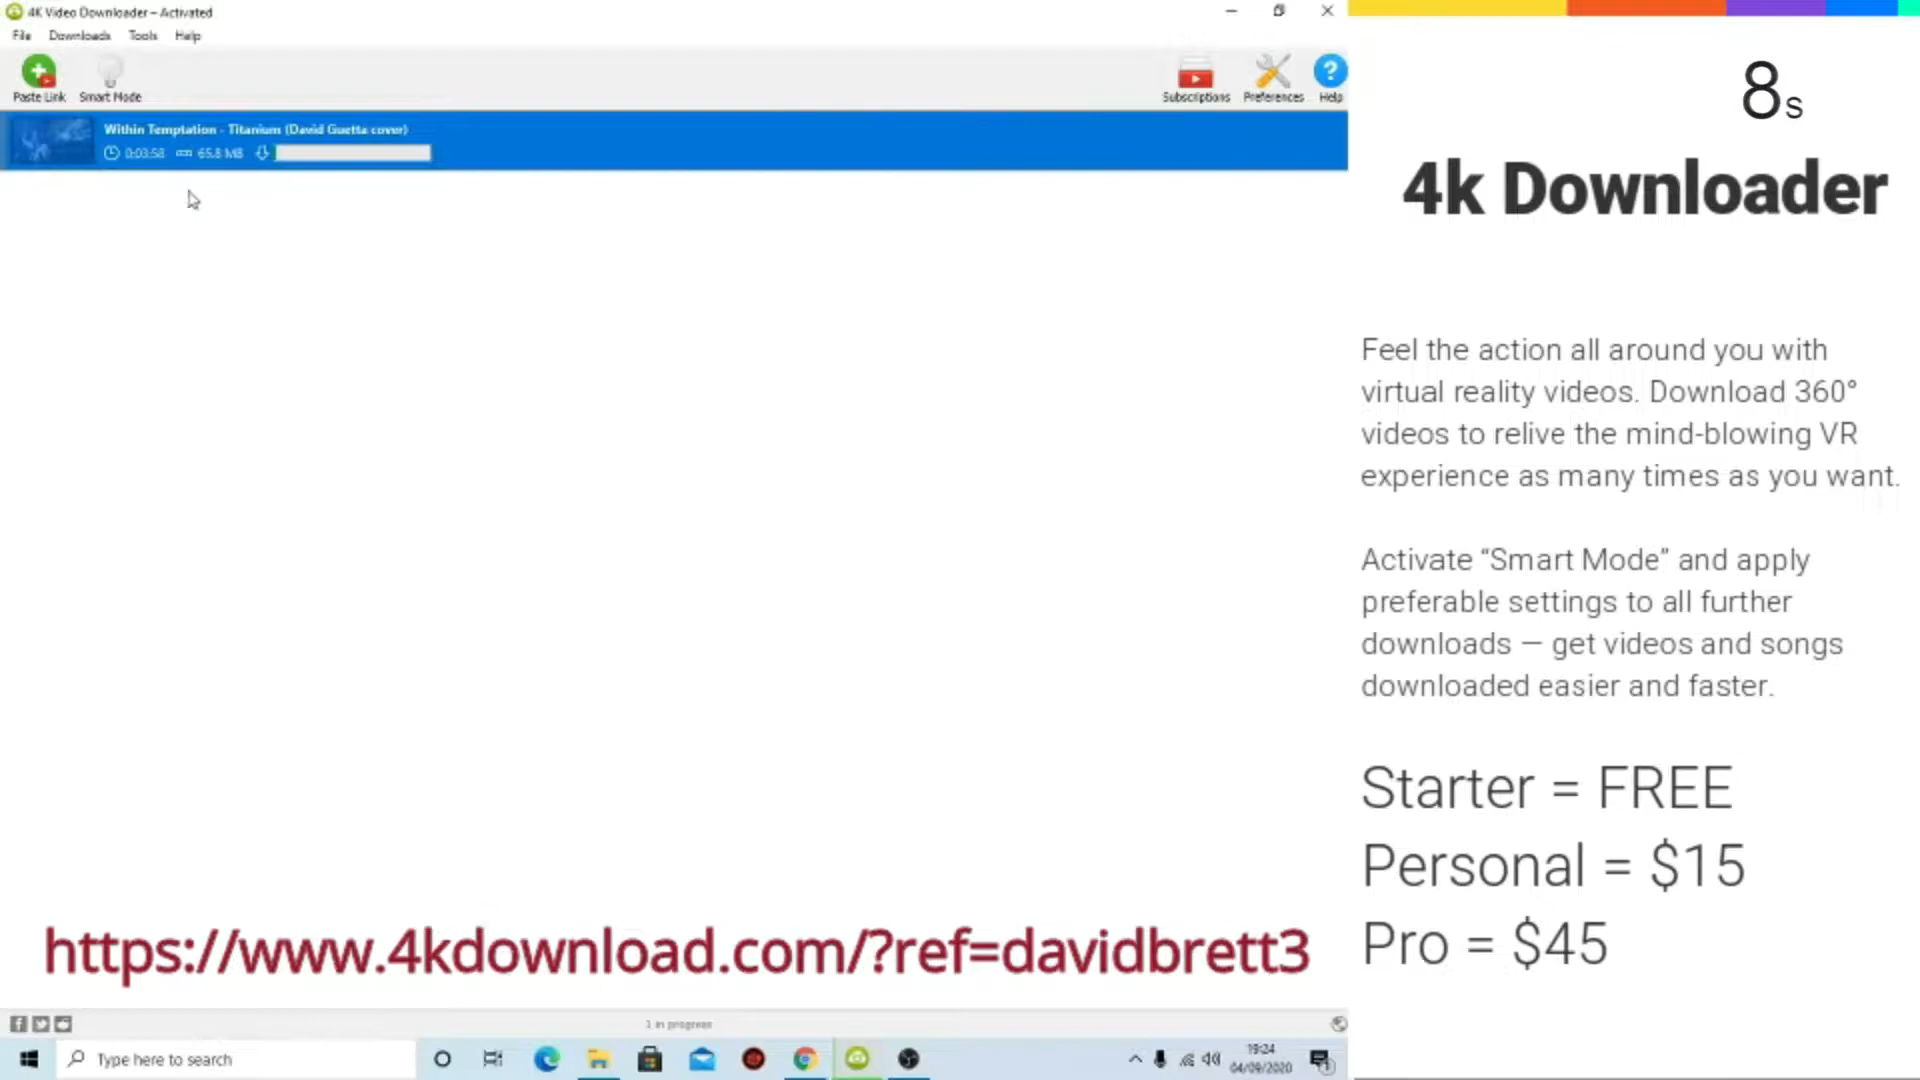 4K Video Downloader – Activated
File Downloads Tools Help
Paste Link Smart Mode Subscriptions Preferences Help
Within Temptation - Titanium (David Guetta cover)
0:03:58 65.8 MB
8s
4k Downloader
Feel the action all around you with
virtual reality videos. Download 360°
videos to relive the mind-blowing VR
experience as many times as you want.
Activate “Smart Mode” and apply
preferable settings to all further
downloads — get videos and songs
downloaded easier and faster.
Starter = FREE
Personal = $15
Pro = $45
https://www.4kdownload.com/?ref=davidbrett3
1 in progress
Type here to search
19:24
04/09/2020